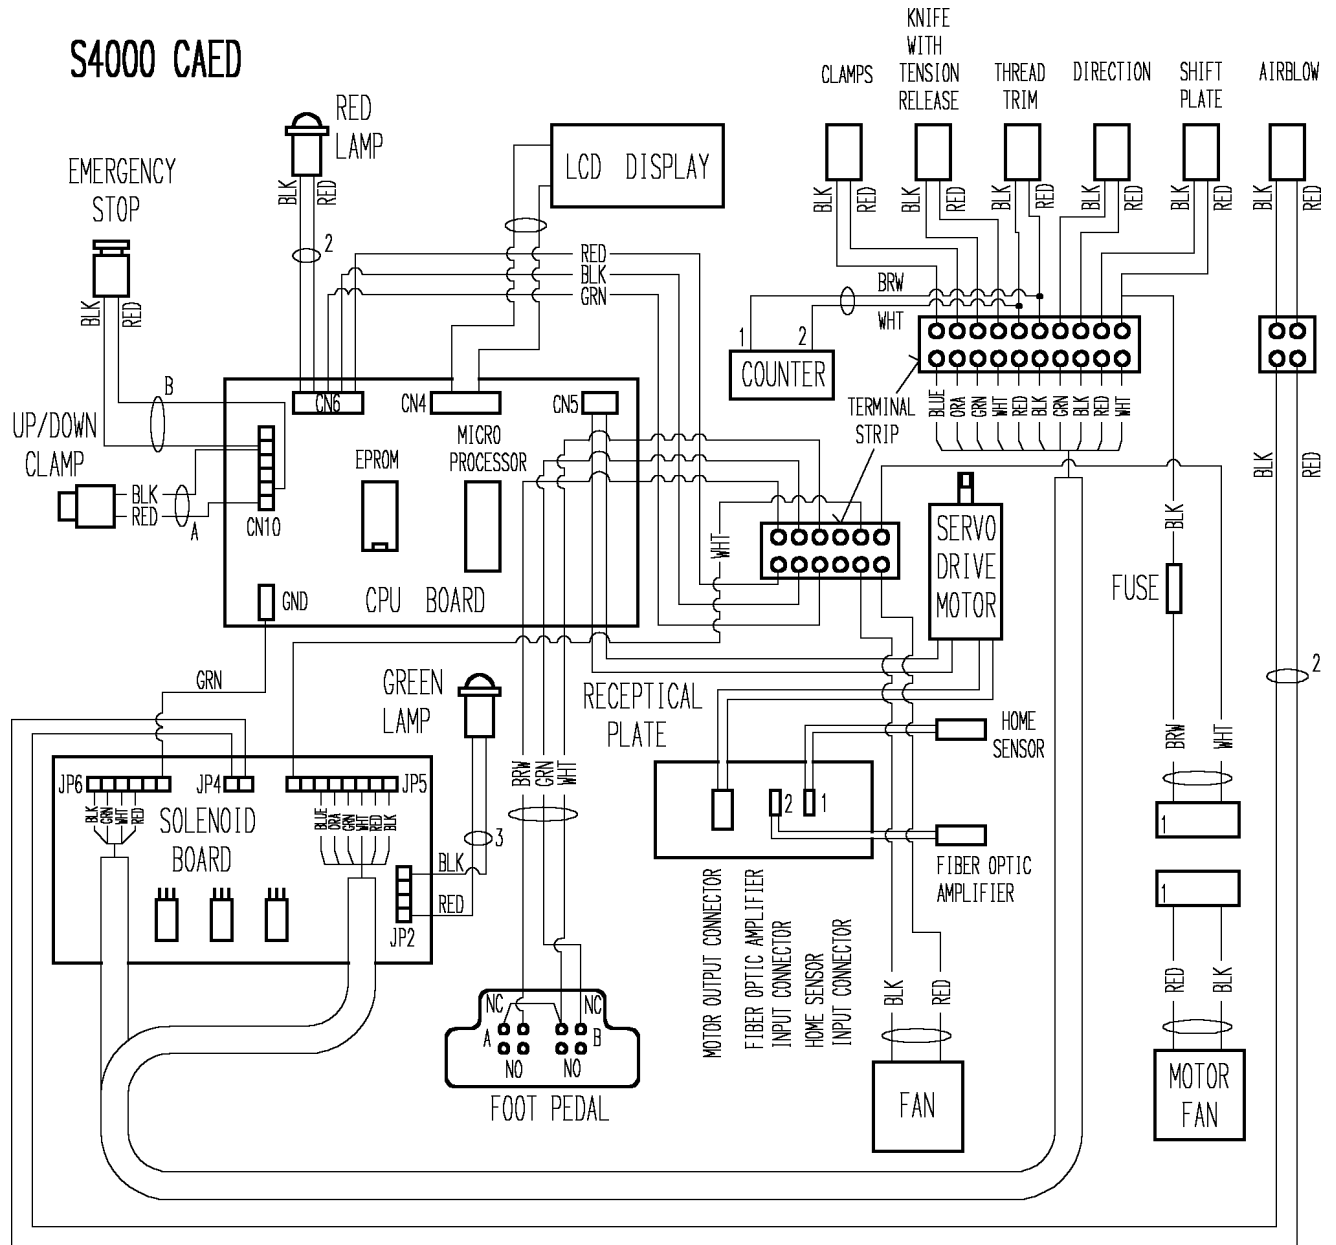 S4000 CAED
KNIFE
WITH
TENSION
RELEASE
CLAMPS
THREAD
TRIM
DIRECTION
SHIFT
PLATE
AIRBLOW
RED
LAMP
LCD DISPLAY
EMERGENCY
STOP
BLK
RED
BLK
RED
BLK
RED
BLK
RED
BLK
RED
BLK
RED
BLK
RED
2
RED
BLK
GRN
BRW
WHT
BLK
RED
1
2
COUNTER
B
UP/DOWN
CLAMP
BLK
RED
A
CN6
CN4
CN5
CN10
EPROM
MICRO
PROCESSOR
GND
CPU BOARD
TERMINAL
STRIP
BLUE
ORA
GRN
WHT
RED
BLK
GRN
BLK
RED
WHT
BLK
RED
WHT
SERVO
DRIVE
MOTOR
BLK
FUSE
GRN
GREEN
LAMP
RECEPTICAL
PLATE
2
HOME
SENSOR
BRW
WHT
BRW
GRN
WHT
JP6
JP4
JP5
BLK
GRN
WHT
RED
SOLENOID
BOARD
BLUE
ORA
GRN
WHT
RED
BLK
BLK
RED
3
JP2
2
1
1
1
FIBER OPTIC
AMPLIFIER
MOTOR OUTPUT CONNECTOR
FIBER OPTIC AMPLIFIER
INPUT CONNECTOR
HOME SENSOR
INPUT CONNECTOR
BLK
RED
RED
BLK
NC
NC
A
B
NO
NO
FOOT PEDAL
FAN
MOTOR
FAN